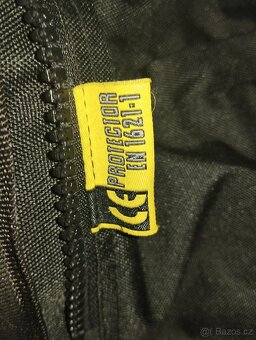 CE PROTECTOR
EN 1621-1
Bazos.cz